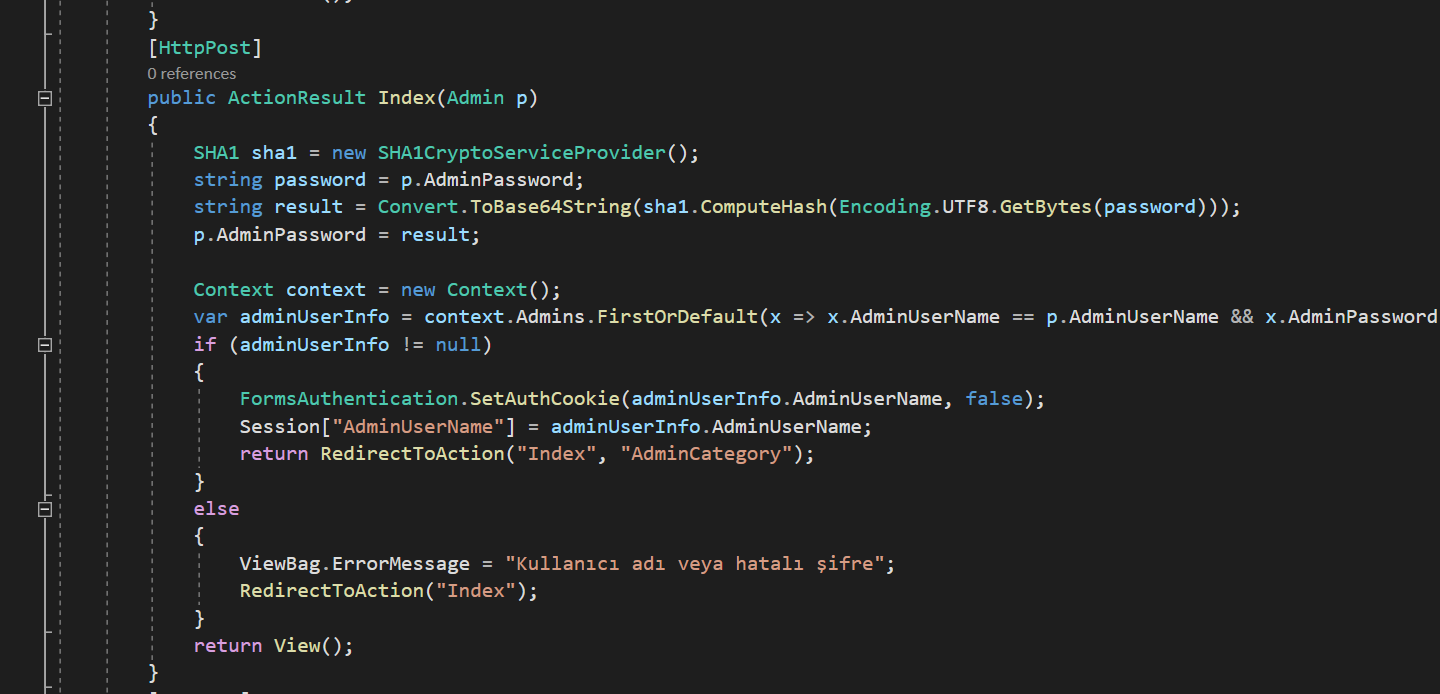 }
[HttpPost]
0 references
public ActionResult Index(Admin p)
{
SHA1 sha1 = new SHA1CryptoServiceProvider();
string password = p.AdminPassword;
string result = Convert.ToBase64String(sha1.ComputeHash(Encoding.UTF8.GetBytes(password)));
p.AdminPassword = result;
Context context = new Context();
var adminUserInfo = context.Admins.FirstOrDefault(x => x.AdminUserName == p.AdminUserName && x.AdminPassword
if (adminUserInfo != null)
{
FormsAuthentication.SetAuthCookie(adminUserInfo.AdminUserName, false);
Session["AdminUserName"] = adminUserInfo.AdminUserName;
return RedirectToAction("Index", "AdminCategory");
}
else
{
ViewBag.ErrorMessage = "Kullanıcı adı veya hatalı şifre";
RedirectToAction("Index");
}
return View();
}